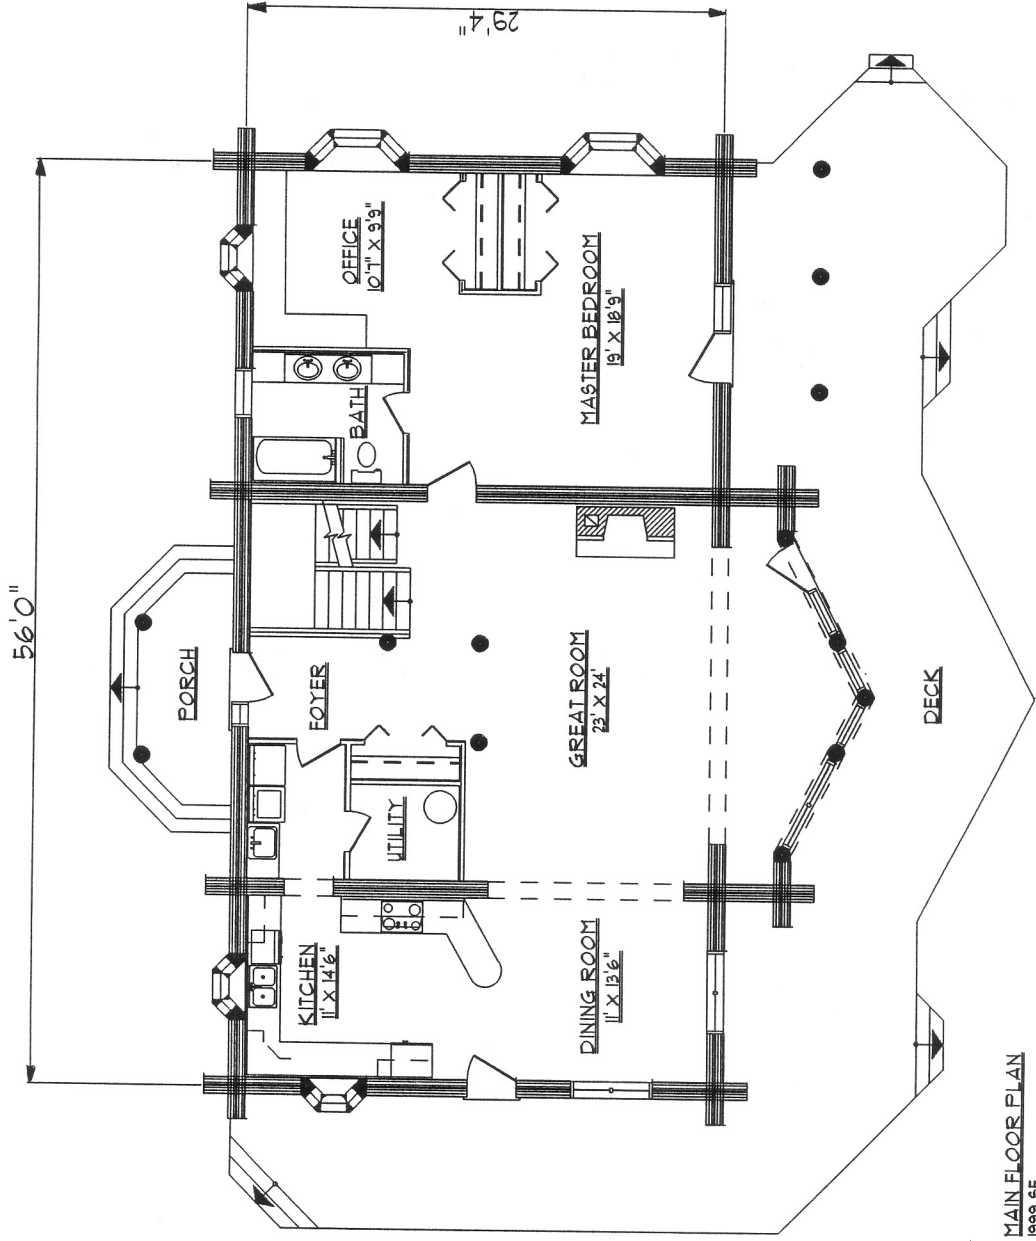 29'4"
56'0"
OFFICE
10'7" X 9'9"
MASTER BEDROOM
19' X 18'9"
BATH
PORCH
FOYER
GREAT ROOM
23' X 24'
DECK
UTILITY
KITCHEN
11' X 14'6"
DINING ROOM
11' X 13'6"
MAIN FLOOR PLAN